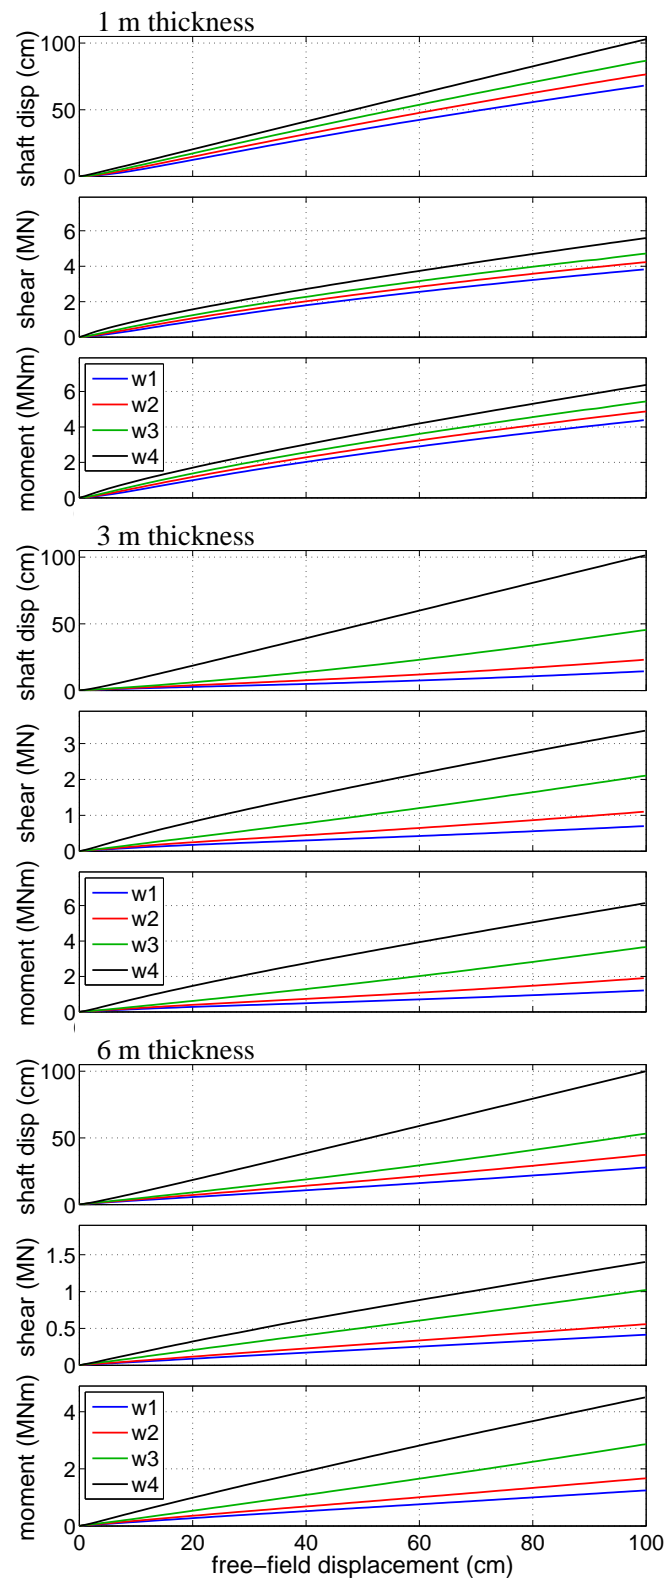 1 m thickness
shaft disp (cm)
100
50
0
shear (MN)
6
4
2
0
moment (MNm)
6
4
2
0
w1
w2
w3
w4
3 m thickness
shaft disp (cm)
100
50
0
shear (MN)
3
2
1
0
moment (MNm)
6
4
2
0
w1
w2
w3
w4
6 m thickness
shaft disp (cm)
100
50
0
shear (MN)
1.5
1
0.5
0
moment (MNm)
4
2
0
w1
w2
w3
w4
0 20 40 60 80 100
free−field displacement (cm)